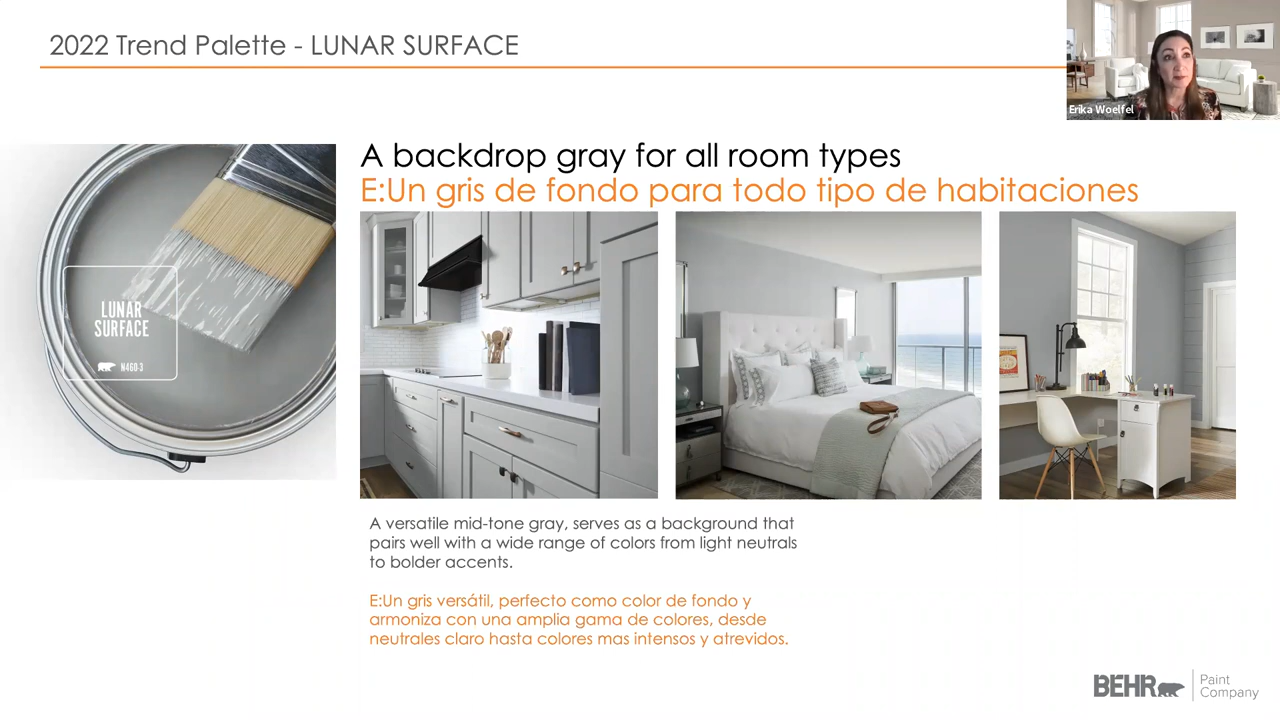 2022 Trend Palette - LUNAR SURFACE
Erika Woelfel
A backdrop gray for all room types
E:Un gris de fondo para todo tipo de habitaciones
LUNAR
SURFACE
N460-3
A versatile mid-tone gray, serves as a background that
pairs well with a wide range of colors from light neutrals
to bolder accents.
E:Un gris versátil, perfecto como color de fondo y
armoniza con una amplia gama de colores, desde
neutrales claro hasta colores mas intensos y atrevidos.
BEHR
Paint
Company